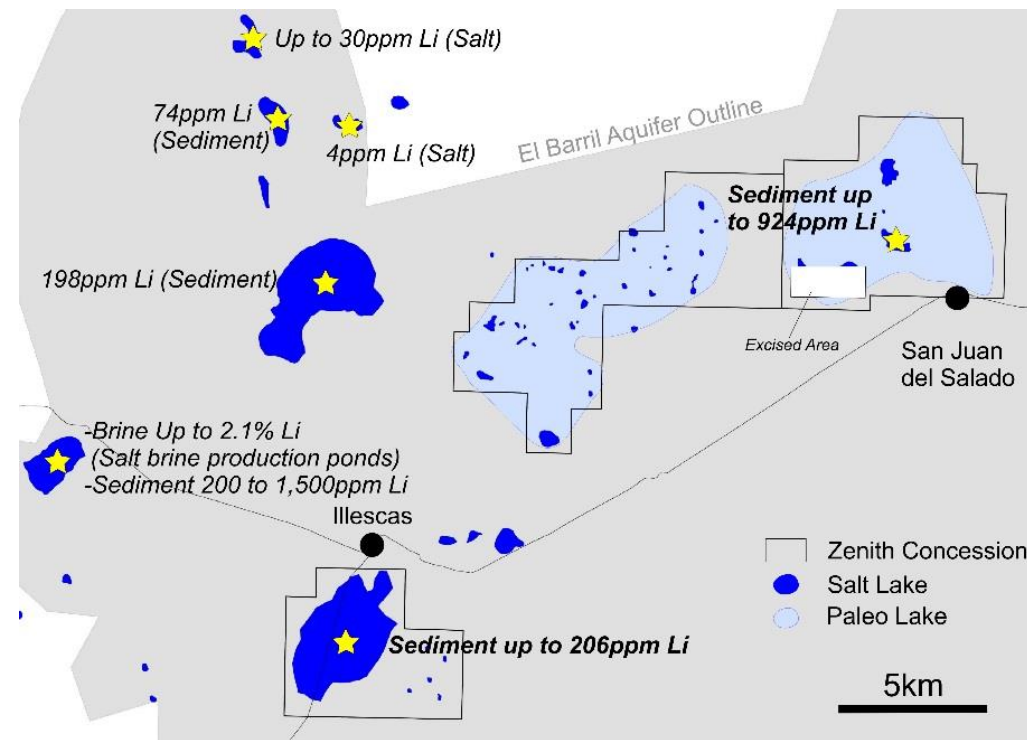 Up to 30ppm Li (Salt)
74ppm Li
(Sediment)
4ppm Li (Salt)
El Barril Aquifer Outline
Sediment up
to 924ppm Li
198ppm Li (Sediment)
Excised Area
San Juan
del Salado
-Brine Up to 2.1% Li
(Salt brine production ponds)
-Sediment 200 to 1,500ppm Li
Illescas
Zenith Concession
Salt Lake
Paleo Lake
Sediment up to 206ppm Li
5km